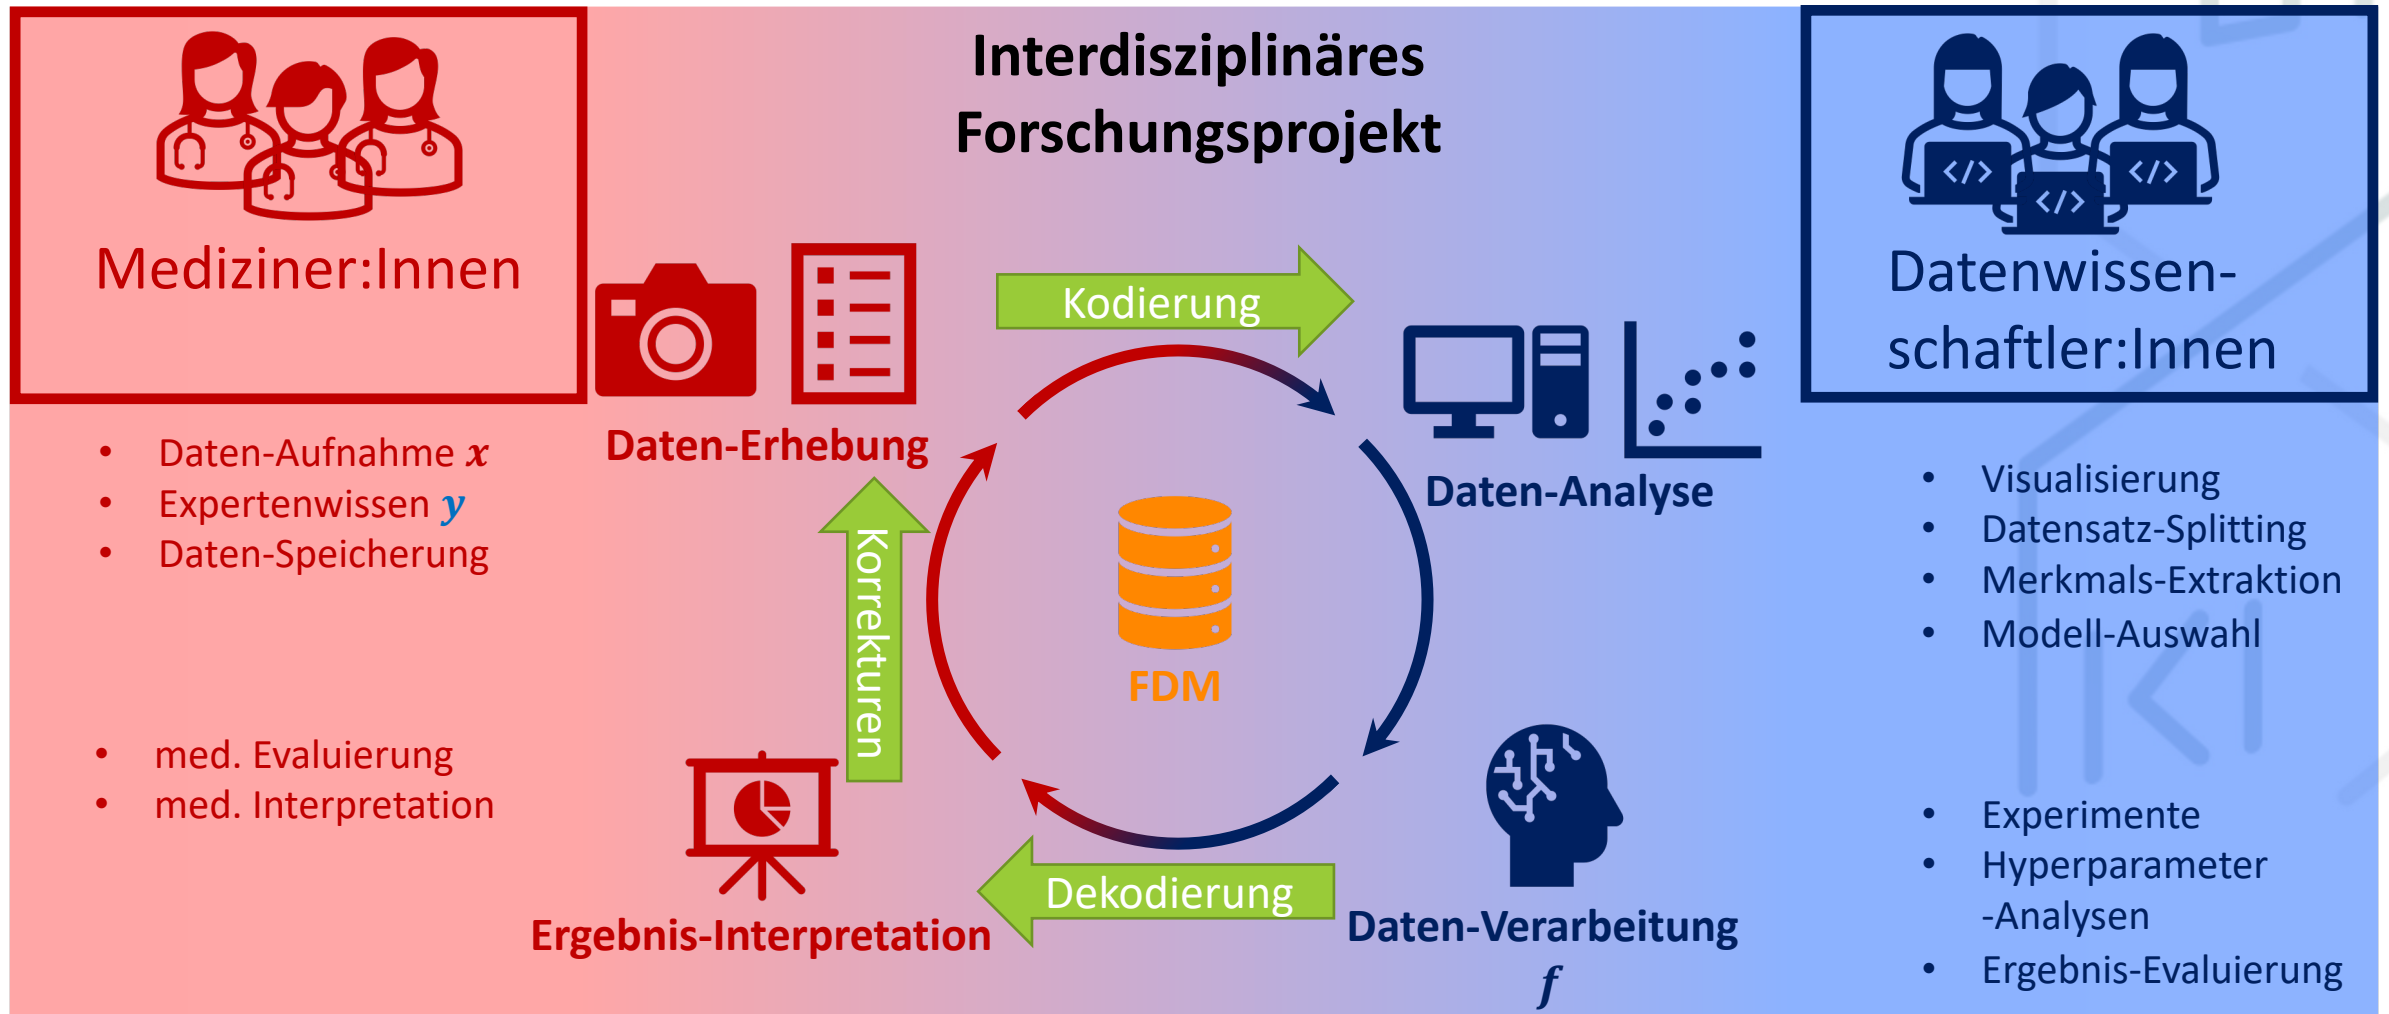 Interdisziplinäres
Forschungsprojekt
Mediziner:Innen
Datenwissen-
schaftler:Innen
Kodierung
Daten-Erhebung
Daten-Analyse
• Daten-Aufnahme x
• Expertenwissen y
• Daten-Speicherung
• Visualisierung
• Datensatz-Splitting
• Merkmals-Extraktion
• Modell-Auswahl
Korrekturen
FDM
</>
</>
</>
• med. Evaluierung
• med. Interpretation
Dekodierung
Ergebnis-Interpretation
Daten-Verarbeitung
f
• Experimente
• Hyperparameter
-Analysen
• Ergebnis-Evaluierung
KI